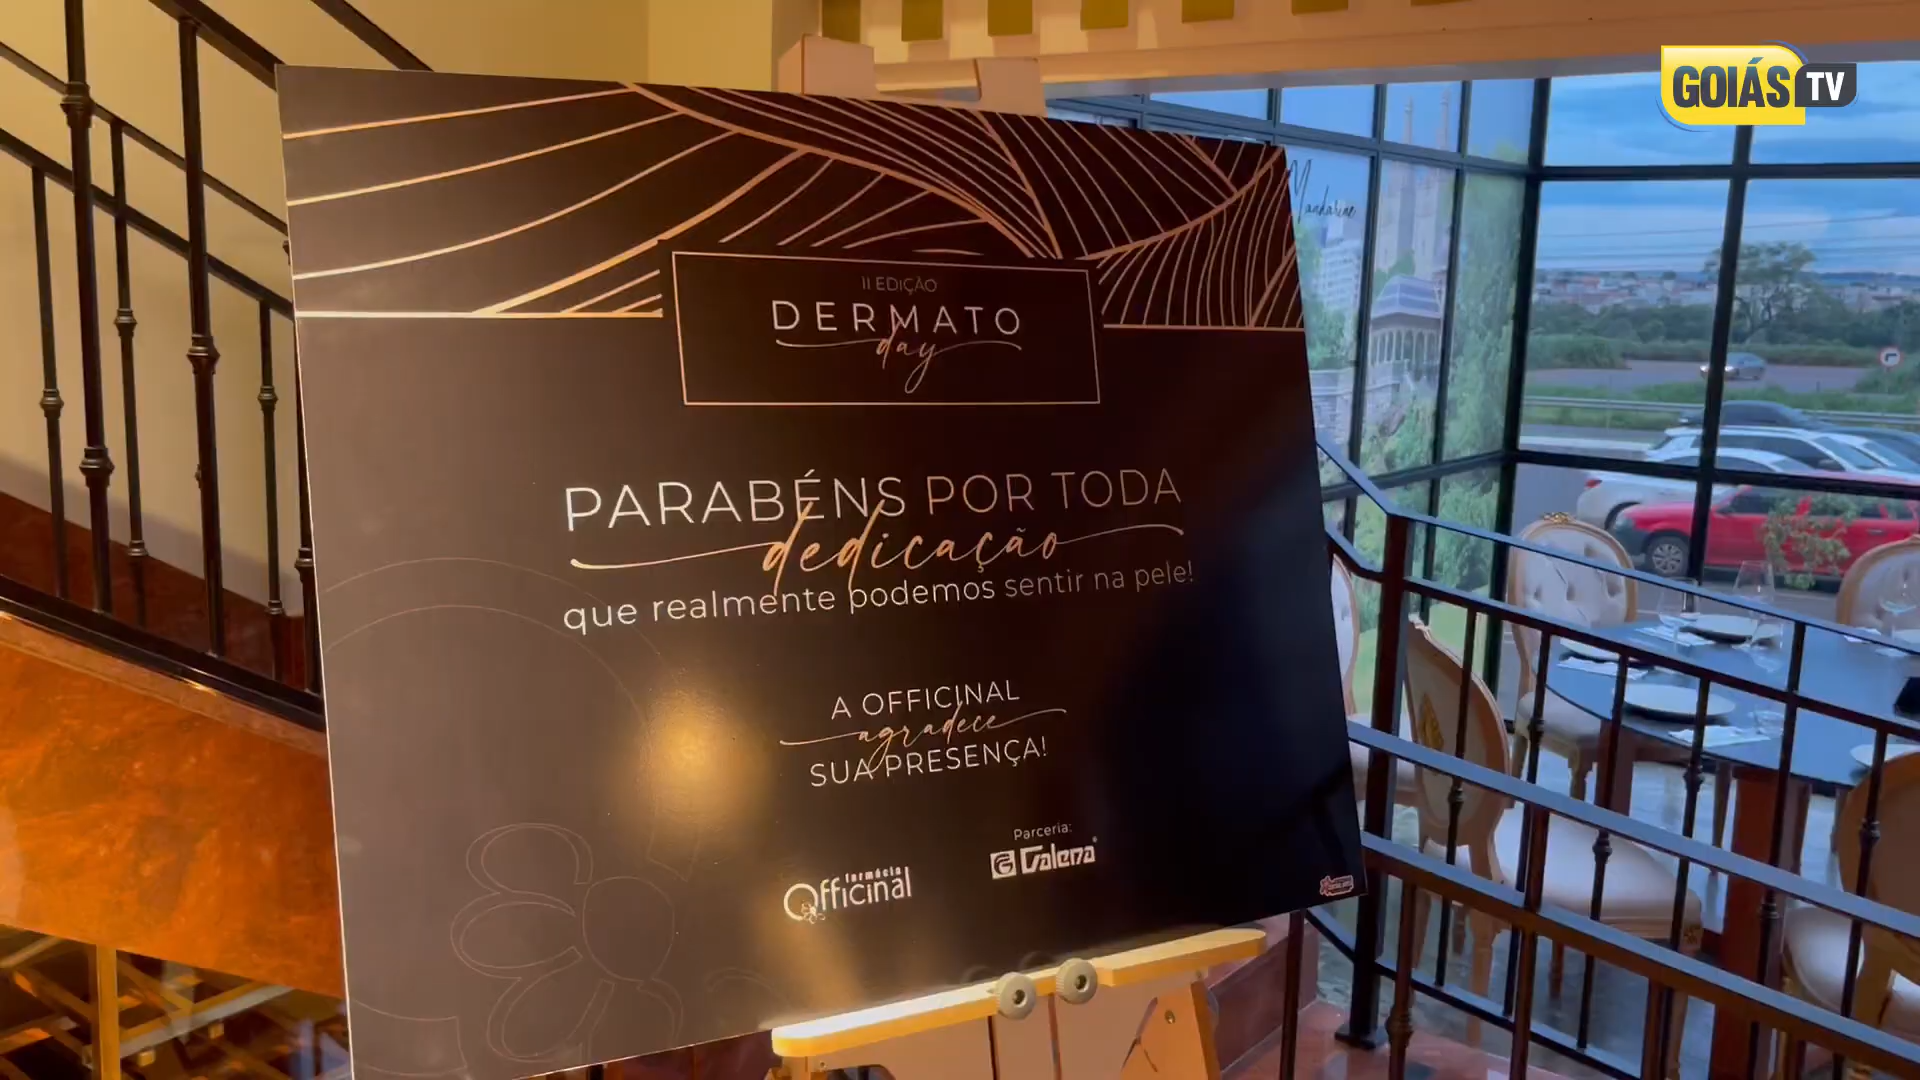 GOIÁS TV
Mandarine
II EDIÇÃO
DERMATO
day
PARABÉNS POR TODA
dedicação
que realmente podemos sentir na pele!
A OFFICINAL
agradece
SUA PRESENÇA!
Parceria:
Galena
farmácia
Officinal